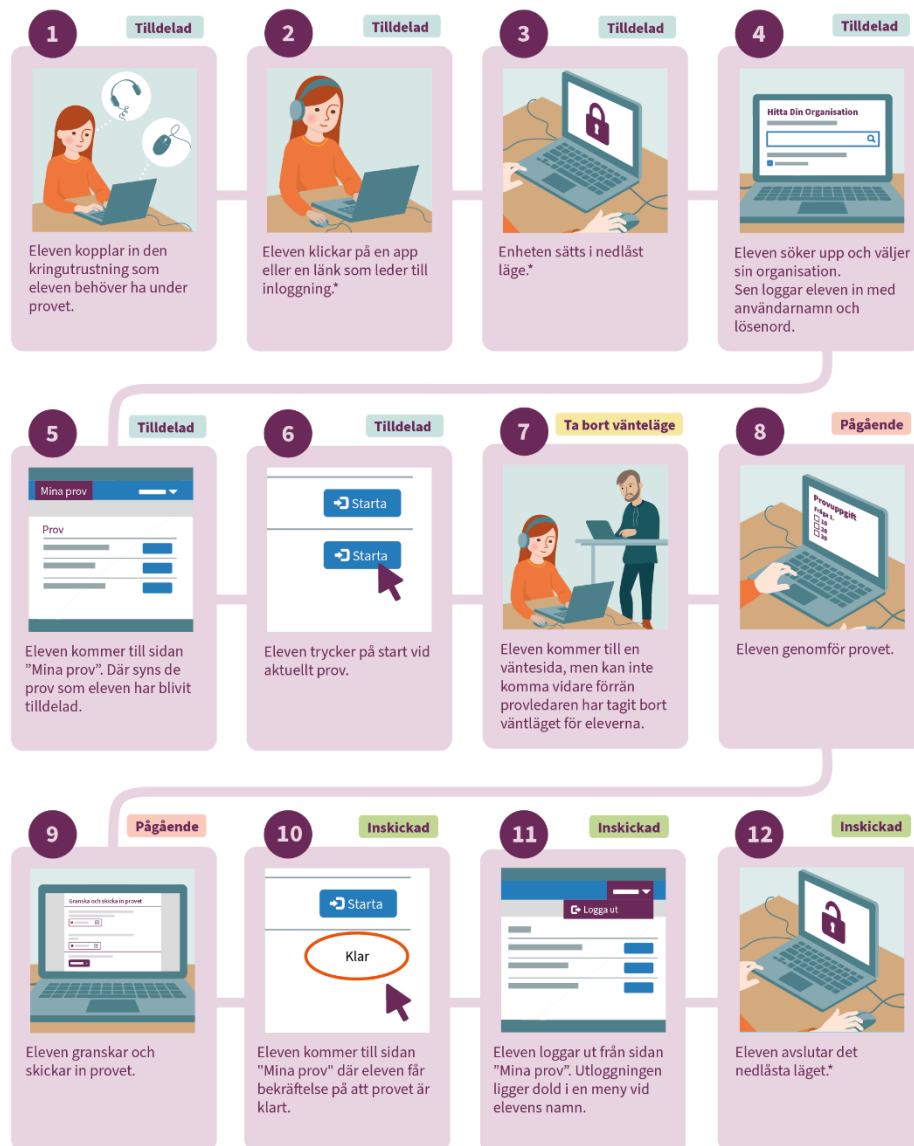 1
Tilldelad
Eleven kopplar in den
kringutrustning som
eleven behöver ha under
provet.
2
Tilldelad
Eleven klickar på en app
eller en länk som leder till
inloggning.*
3
Tilldelad
Enheten sätts i nedlåst
läge.*
4
Tilldelad
Hitta Din Organisation
Eleven söker upp och väljer
sin organisation.
Sen loggar eleven in med
användarnamn och
lösenord.
5
Tilldelad
Mina prov
Prov
Eleven kommer till sidan
”Mina prov”. Där syns de
prov som eleven har blivit
tilldelad.
6
Tilldelad
Starta
Starta
Eleven trycker på start vid
aktuellt prov.
7
Ta bort vänteläge
Eleven kommer till en
väntesida, men kan inte
komma vidare förrän
provledaren har tagit bort
väntläget för eleverna.
8
Pågående
Provuppgift
Fråga 1.
10
20
30
Eleven genomför provet.
9
Pågående
Granska och skicka in provet
Eleven granskar och
skickar in provet.
10
Inskickad
Starta
Klar
Eleven kommer till sidan
"Mina prov" där eleven får
bekräftelse på att provet är
klart.
11
Inskickad
Logga ut
Eleven loggar ut från sidan
”Mina prov”. Utloggningen
ligger dold i en meny vid
elevens namn.
12
Inskickad
Eleven avslutar det
nedlåsta läget.*